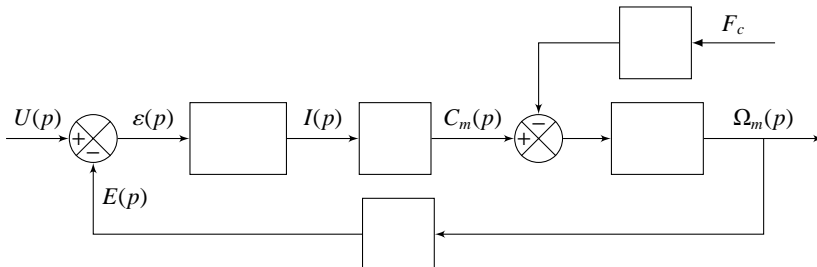 F_c
U(p)
ε(p)
I(p)
C_m(p)
Ω_m(p)
+
−
+
−
E(p)